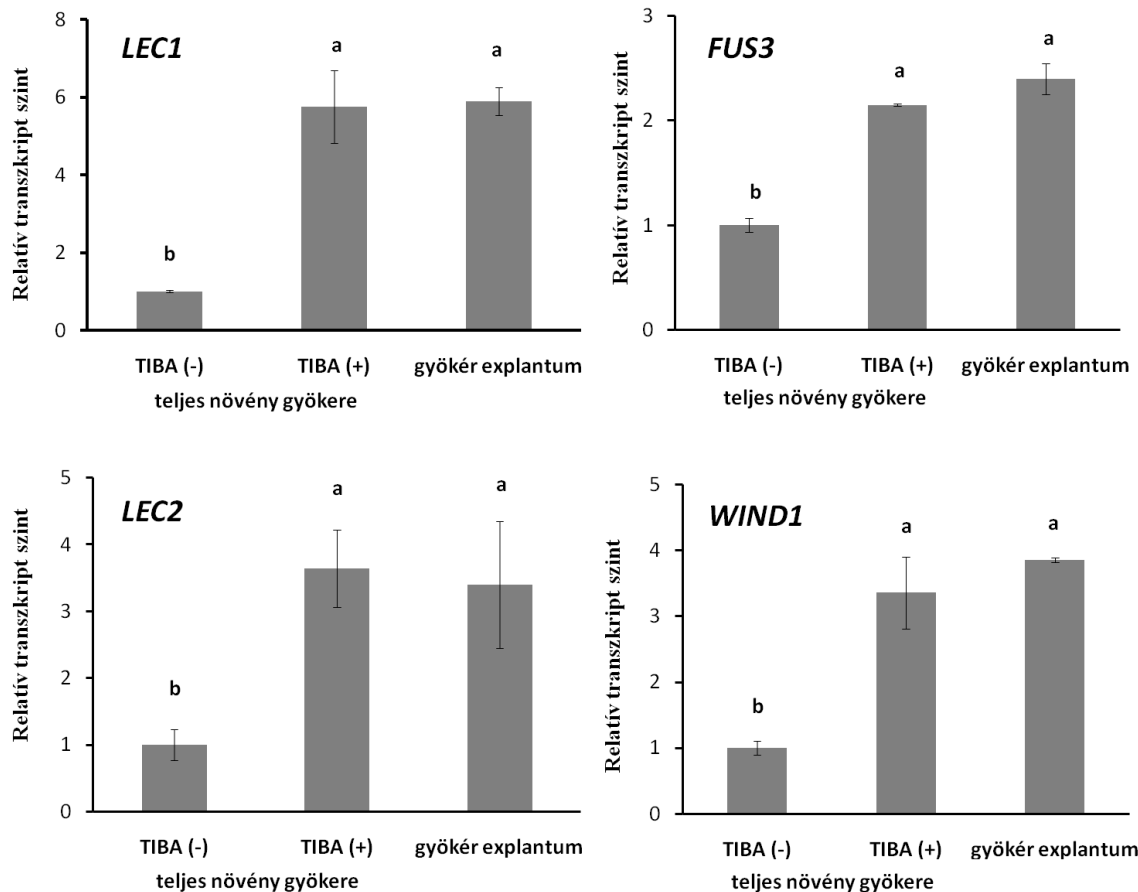 LEC1
Relatív transzkript szint
8
6
4
2
0
b
a
a
TIBA (-)
TIBA (+)
gyökér explantum
teljes növény gyökere
FUS3
Relatív transzkript szint
3
2
1
0
b
a
a
TIBA (-)
TIBA (+)
gyökér explantum
teljes növény gyökere
LEC2
Relatív transzkript szint
5
4
3
2
1
0
b
a
a
TIBA (-)
TIBA (+)
gyökér explantum
teljes növény gyökere
WIND1
Relatív transzkript szint
5
4
3
2
1
0
b
a
a
TIBA (-)
TIBA (+)
gyökér explantum
teljes növény gyökere